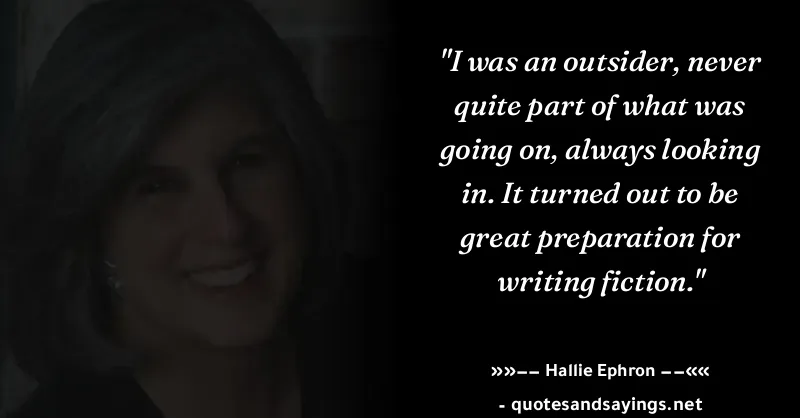 "I was an outsider, never
quite part of what was
going on, always looking
in. It turned out to be
great preparation for
writing fiction."
»»−− Hallie Ephron −−««
- quotesandsayings.net